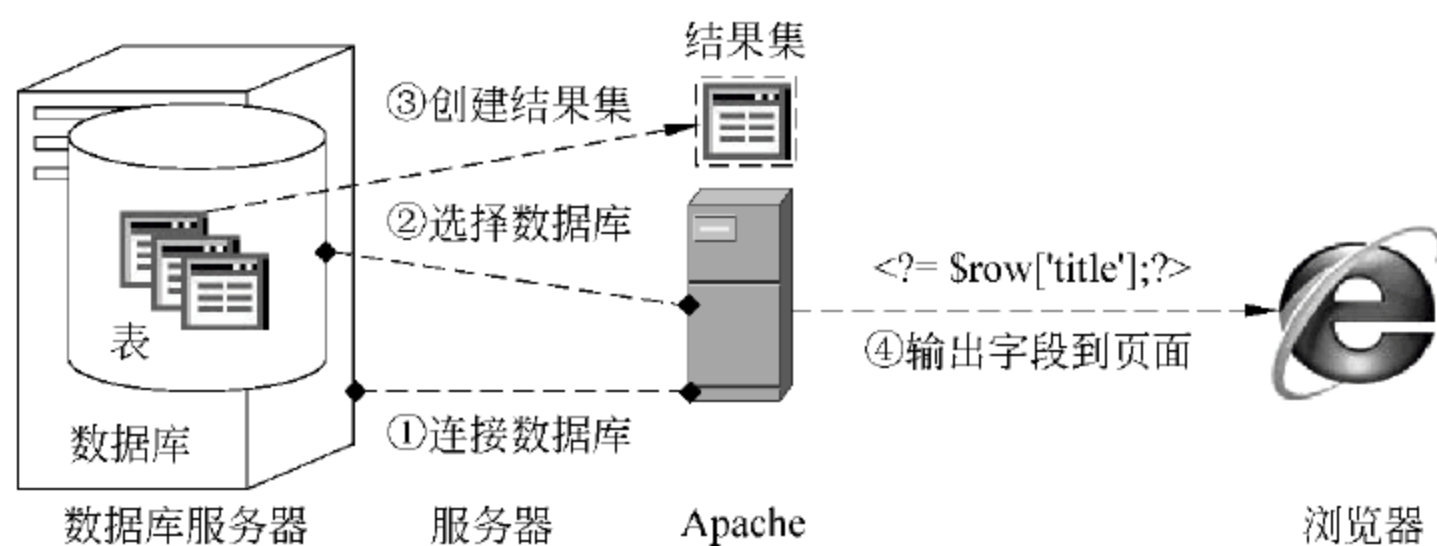 结果集
③创建结果集
②选择数据库
<?= $row['title'];?>
④输出字段到页面
表
①连接数据库
数据库
数据库服务器
服务器
Apache
浏览器